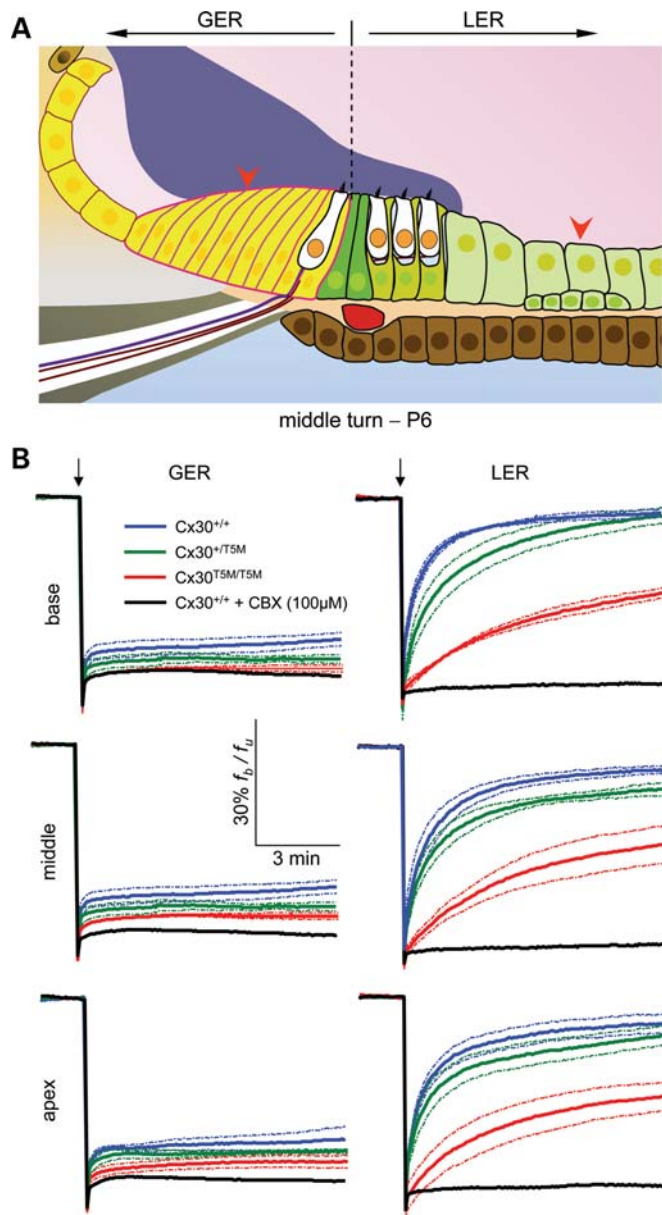 A
GER
LER
middle turn – P6
B
GER
LER
Cx30+/+
Cx30+/T5M
Cx30T5M/T5M
Cx30+/+ + CBX (100μM)
base
30% fb / fu
3 min
middle
apex